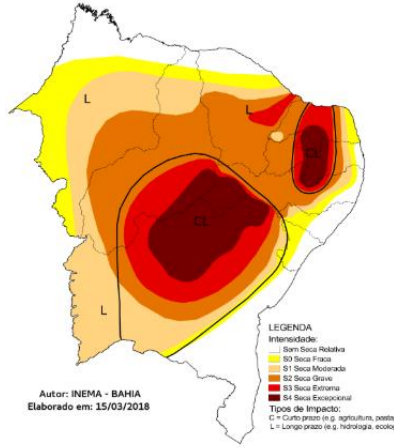 L
L
CL
CL
L
LEGENDA
Intensidade:
Sem Seca Relativa
S0 Seca Fraca
S1 Seca Moderada
S2 Seca Grave
S3 Seca Extrema
S4 Seca Excepcional
Tipos de Impacto:
C = Curto prazo (e.g. agricultura, pasta
L = Longo prazo (e.g. hidrologia, ecolog
Autor: INEMA - BAHIA
Elaborado em: 15/03/2018